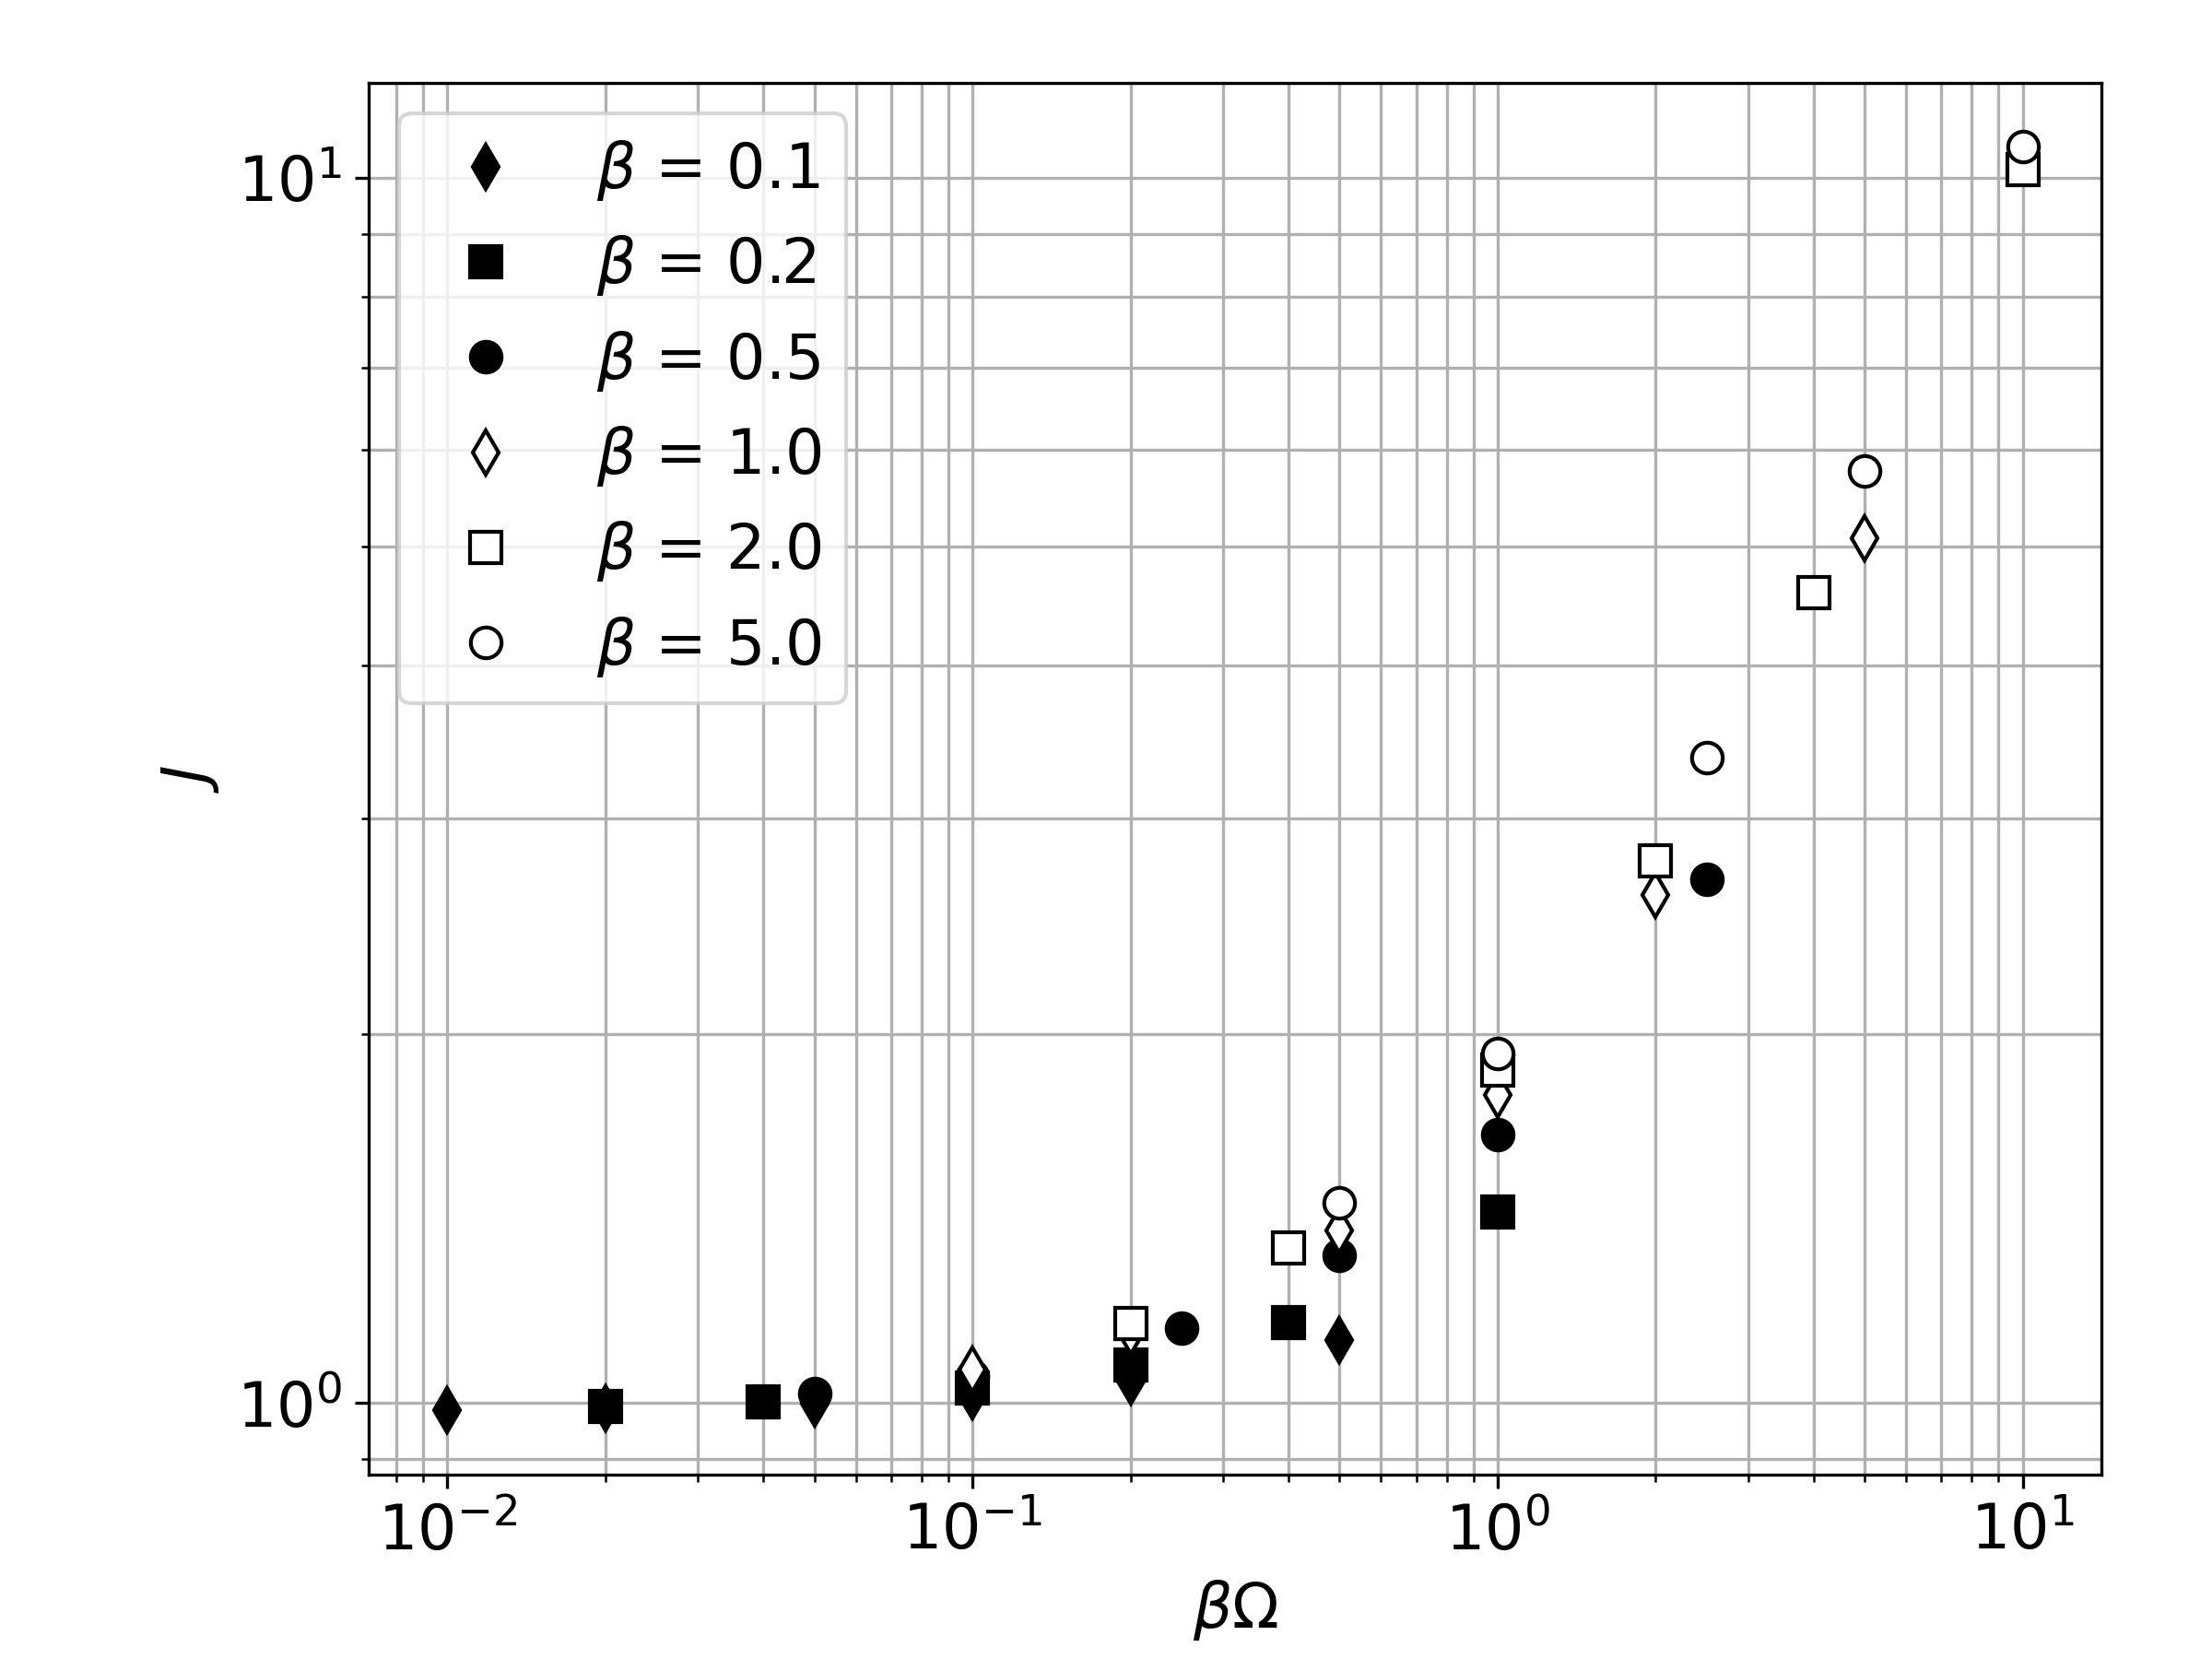 β = 0.1
β = 0.2
β = 0.5
β = 1.0
β = 2.0
β = 5.0
10¹
10⁰
J
10⁻² 10⁻¹ 10⁰ 10¹
βΩ